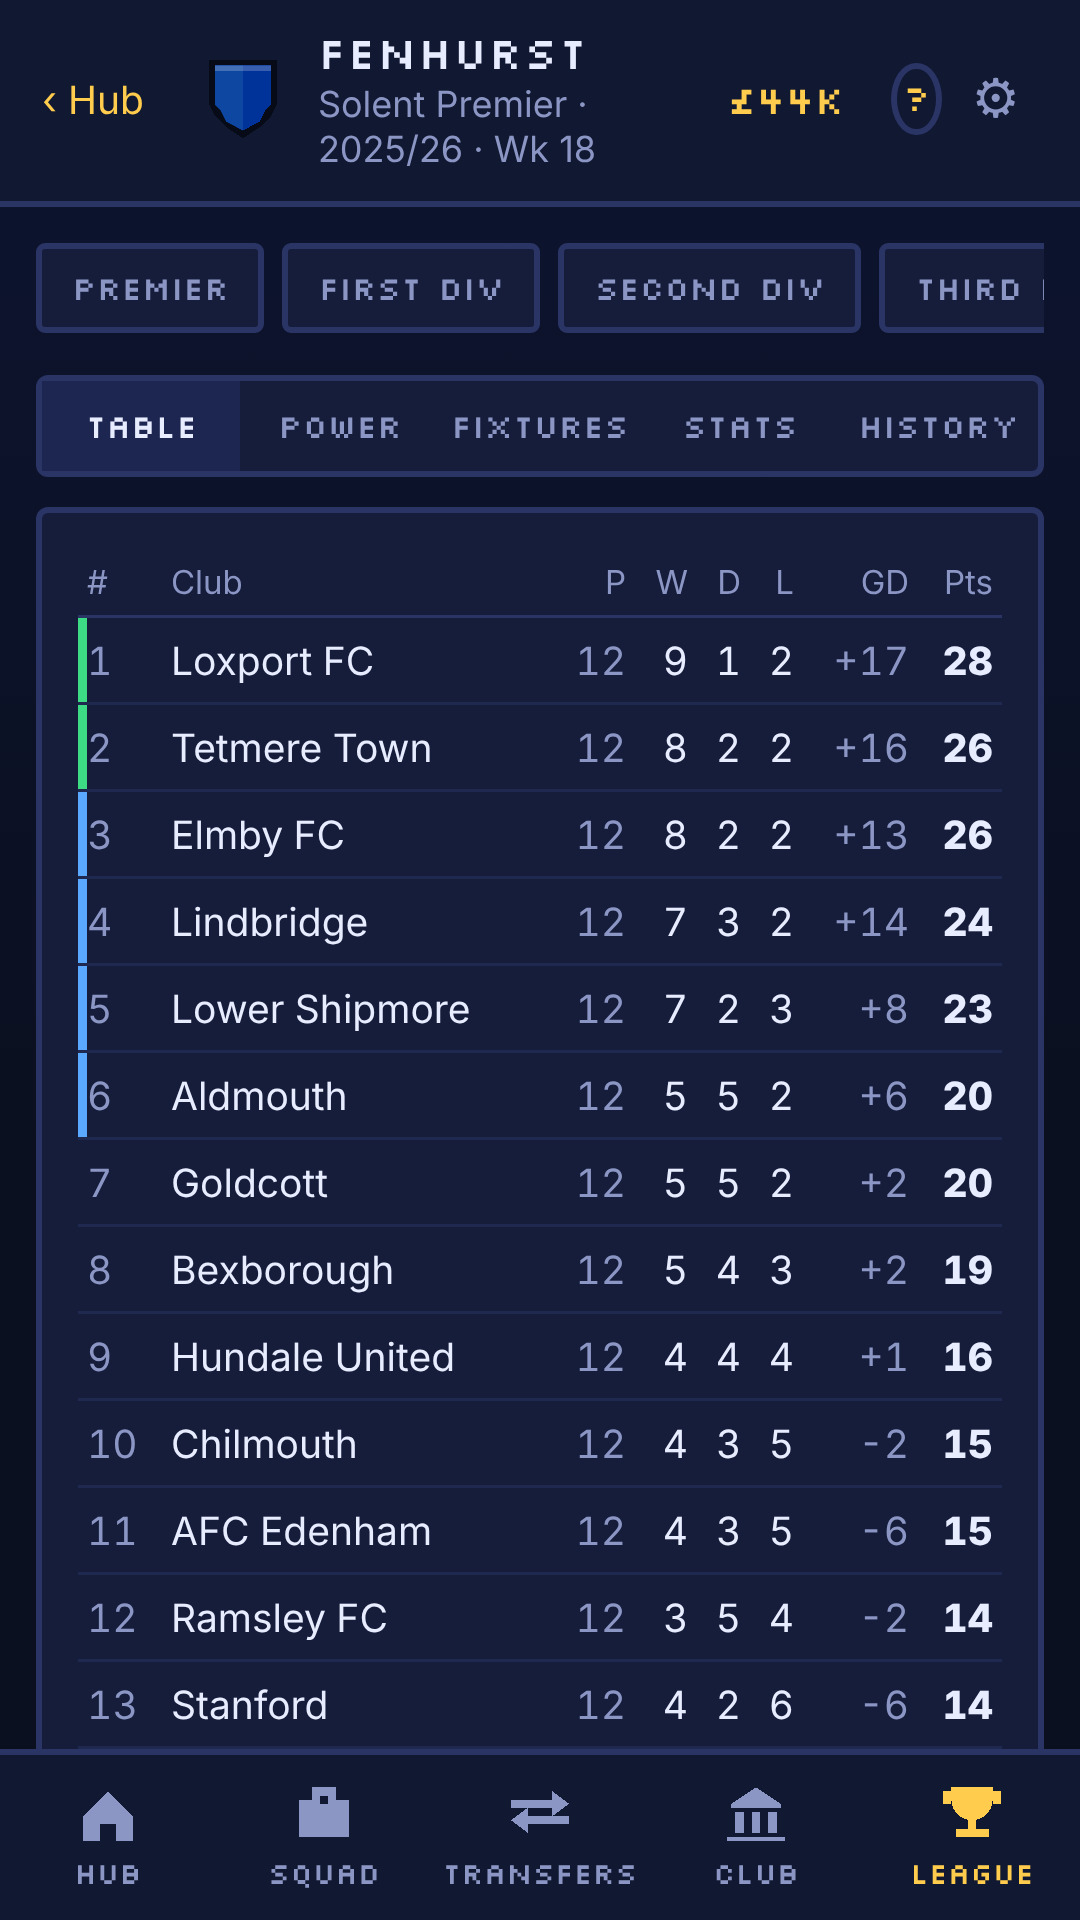 ‹ Hub
FENHURST
Solent Premier ·
2025/26 · Wk 18
£44K
?
PREMIER FIRST DIV SECOND DIV THIRD
TABLE POWER FIXTURES STATS HISTORY
# Club P W D L GD Pts
1 Loxport FC 12 9 1 2 +17 28
2 Tetmere Town 12 8 2 2 +16 26
3 Elmby FC 12 8 2 2 +13 26
4 Lindbridge 12 7 3 2 +14 24
5 Lower Shipmore 12 7 2 3 +8 23
6 Aldmouth 12 5 5 2 +6 20
7 Goldcott 12 5 5 2 +2 20
8 Bexborough 12 5 4 3 +2 19
9 Hundale United 12 4 4 4 +1 16
10 Chilmouth 12 4 3 5 -2 15
11 AFC Edenham 12 4 3 5 -6 15
12 Ramsley FC 12 3 5 4 -2 14
13 Stanford 12 4 2 6 -6 14
HUB SQUAD TRANSFERS CLUB LEAGUE